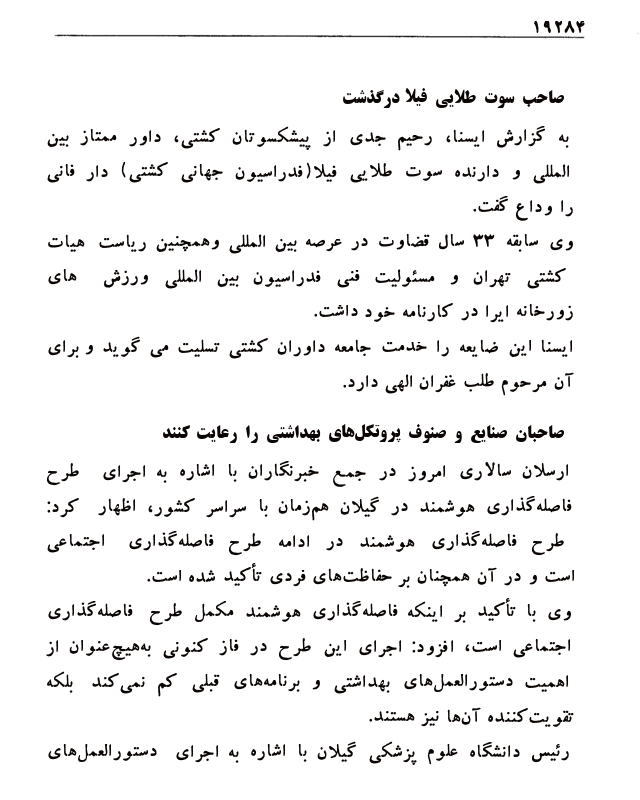 ۱۹۲۸۴
صاحب سوت طلایی فیلا درگذشت
به گزارش ایسنا، رحیم جدی از پیشکسوتان کشتی، داور ممتاز بین
المللی و دارنده سوت طلایی فیلا(فدراسیون جهانی کشتی) دار فانی
را وداع گفت.
وی سابقه ۳۳ سال قضاوت در عرصه بین المللی وهمچنین ریاست هیات
کشتی تهران و مسئولیت فنی فدراسیون بین المللی ورزش های
زورخانه ایرا در کارنامه خود داشت.
ایسنا این ضایعه را خدمت جامعه داوران کشتی تسلیت می گوید و برای
آن مرحوم طلب غفران الهی دارد.
صاحبان صنایع و صنوف پروتکل‌های بهداشتی را رعایت کنند
ارسلان سالاری امروز در جمع خبرنگاران با اشاره به اجرای طرح
فاصله‌گذاری هوشمند در گیلان هم‌زمان با سراسر کشور، اظهار کرد:
طرح فاصله‌گذاری هوشمند در ادامه طرح فاصله‌گذاری اجتماعی
است و در آن همچنان بر حفاظت‌های فردی تأکید شده است.
وی با تأکید بر اینکه فاصله‌گذاری هوشمند مکمل طرح فاصله‌گذاری
اجتماعی است، افزود: اجرای این طرح در فاز کنونی به‌هیچ‌عنوان از
اهمیت دستورالعمل‌های بهداشتی و برنامه‌های قبلی کم نمی‌کند بلکه
تقویت‌کننده آن‌ها نیز هستند.
رئیس دانشگاه علوم پزشکی گیلان با اشاره به اجرای دستورالعمل‌های